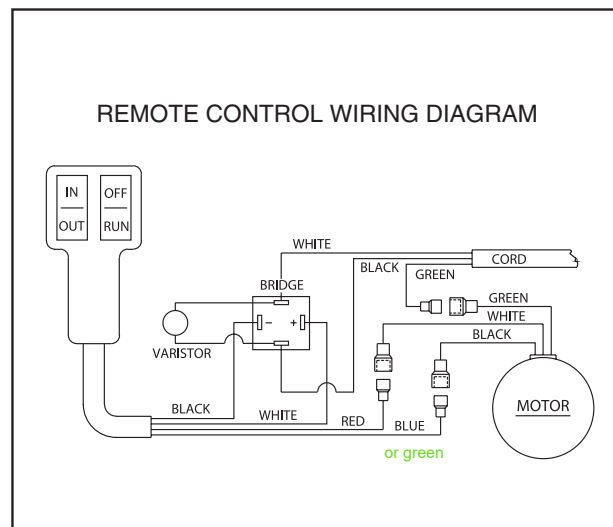 REMOTE CONTROL WIRING DIAGRAM
IN
OUT
OFF
RUN
WHITE
BLACK
CORD
GREEN
BRIDGE
GREEN
WHITE
BLACK
- +
VARISTOR
BLACK
WHITE
RED
BLUE
or green
MOTOR